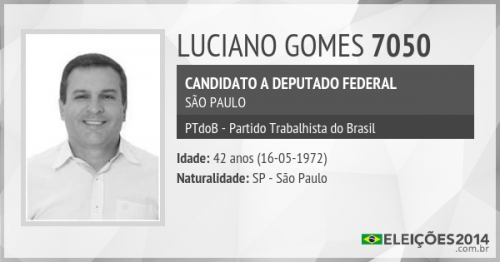 LUCIANO GOMES 7050
CANDIDATO A DEPUTADO FEDERAL
SÃO PAULO
PTdoB - Partido Trabalhista do Brasil
Idade: 42 anos (16-05-1972)
Naturalidade: SP - São Paulo
ELEIÇÕES2014
.com.br